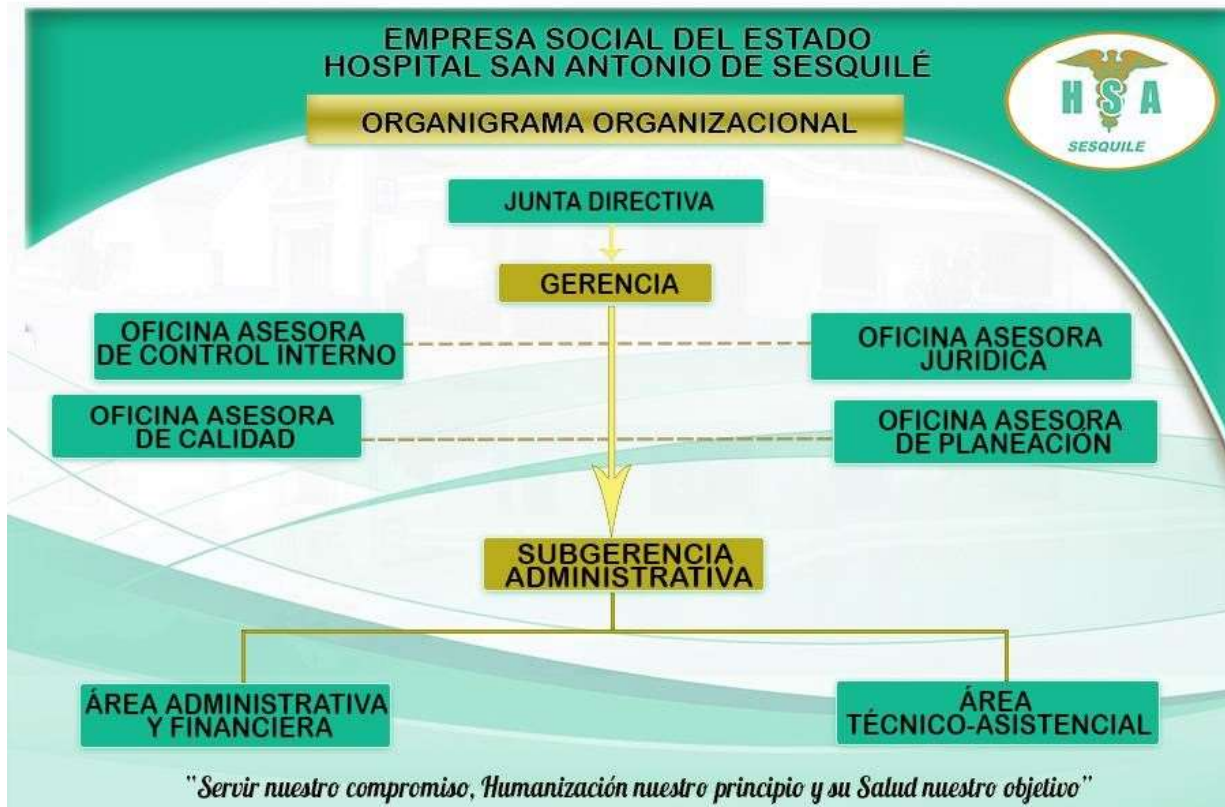 EMPRESA SOCIAL DEL ESTADO
HOSPITAL SAN ANTONIO DE SESQUILÉ
ORGANIGRAMA ORGANIZACIONAL
H S A
SESQUILE
JUNTA DIRECTIVA
GERENCIA
OFICINA ASESORA
DE CONTROL INTERNO
OFICINA ASESORA
JURIDICA
OFICINA ASESORA
DE CALIDAD
OFICINA ASESORA
DE PLANEACIÓN
SUBGERENCIA
ADMINISTRATIVA
ÁREA ADMINISTRATIVA
Y FINANCIERA
ÁREA
TÉCNICO-ASISTENCIAL
"Servir nuestro compromiso, Humanización nuestro principio y su Salud nuestro objetivo"